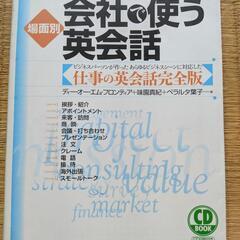 場面別
会社で使う
英会話
ビジネスパーソンが作った あらゆるビジネスシーンに対応した
仕事の英会話完全版
ディー・オー・エム・フロンティア+味園真紀+ペラルタ葉子=著
挨拶・紹介
アポイントメント
来客・訪問
商談
会議・打ち合わせ
プレゼンテーション
注文
クレーム
電話
接待
海外出張
スモールトーク
capital
consulting
survey
market
finance
CD
BOOK